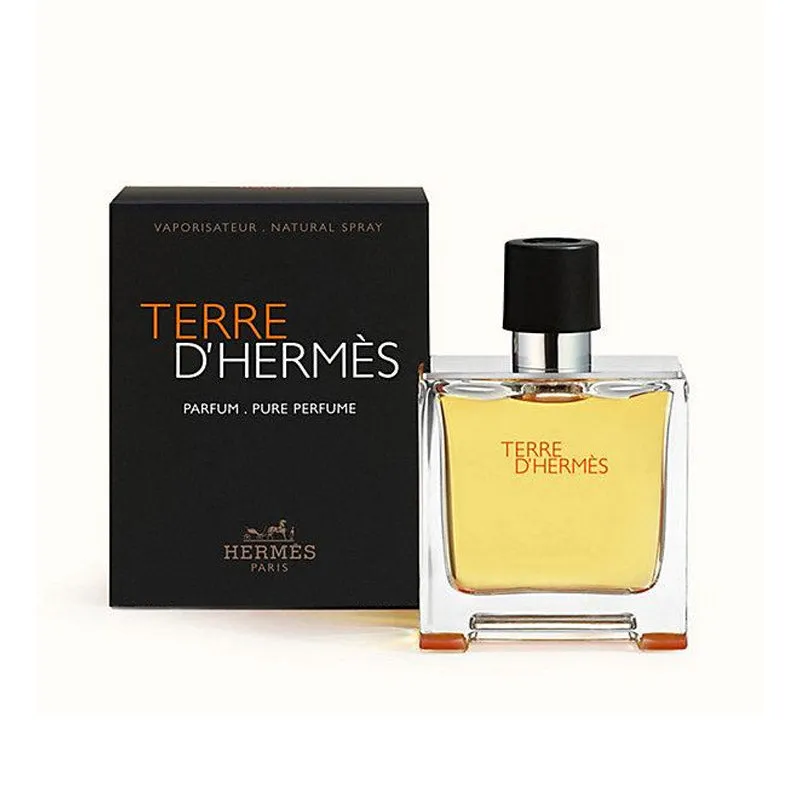 VAPORISATEUR . NATURAL SPRAY
TERRE
D'HERMÈS
PARFUM . PURE PERFUME
HERMÈS
PARIS
TERRE
D'HERMÈS